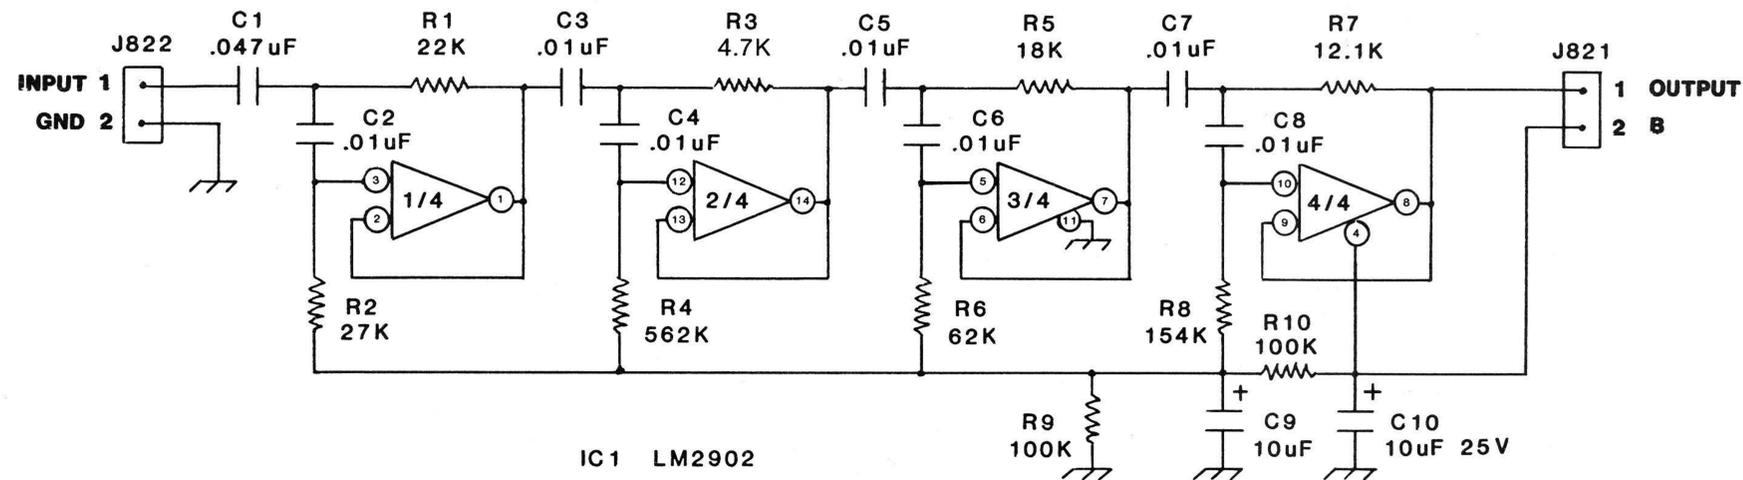 J822
INPUT 1
GND 2
C1
.047uF
R1
22K
C3
.01uF
R3
4.7K
C5
.01uF
R5
18K
C7
.01uF
R7
12.1K
J821
1 OUTPUT
2 B
C2
.01uF
C4
.01uF
C6
.01uF
C8
.01uF
3
2
1/4
1
12
13
2/4
14
5
6
3/4
7
11
10
9
4/4
8
4
R2
27K
R4
562K
R6
62K
R8
154K
R10
100K
R9
100K
+
C9
10uF
+
C10
10uF 25V
IC1 LM2902